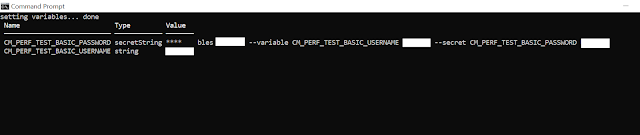 Command Prompt
setting variables... done
Name Type Value
CM_PERF_TEST_BASIC_PASSWORD secretString **** bles --variable CM_PERF_TEST_BASIC_USERNAME --secret CM_PERF_TEST_BASIC_PASSWORD
CM_PERF_TEST_BASIC_USERNAME string